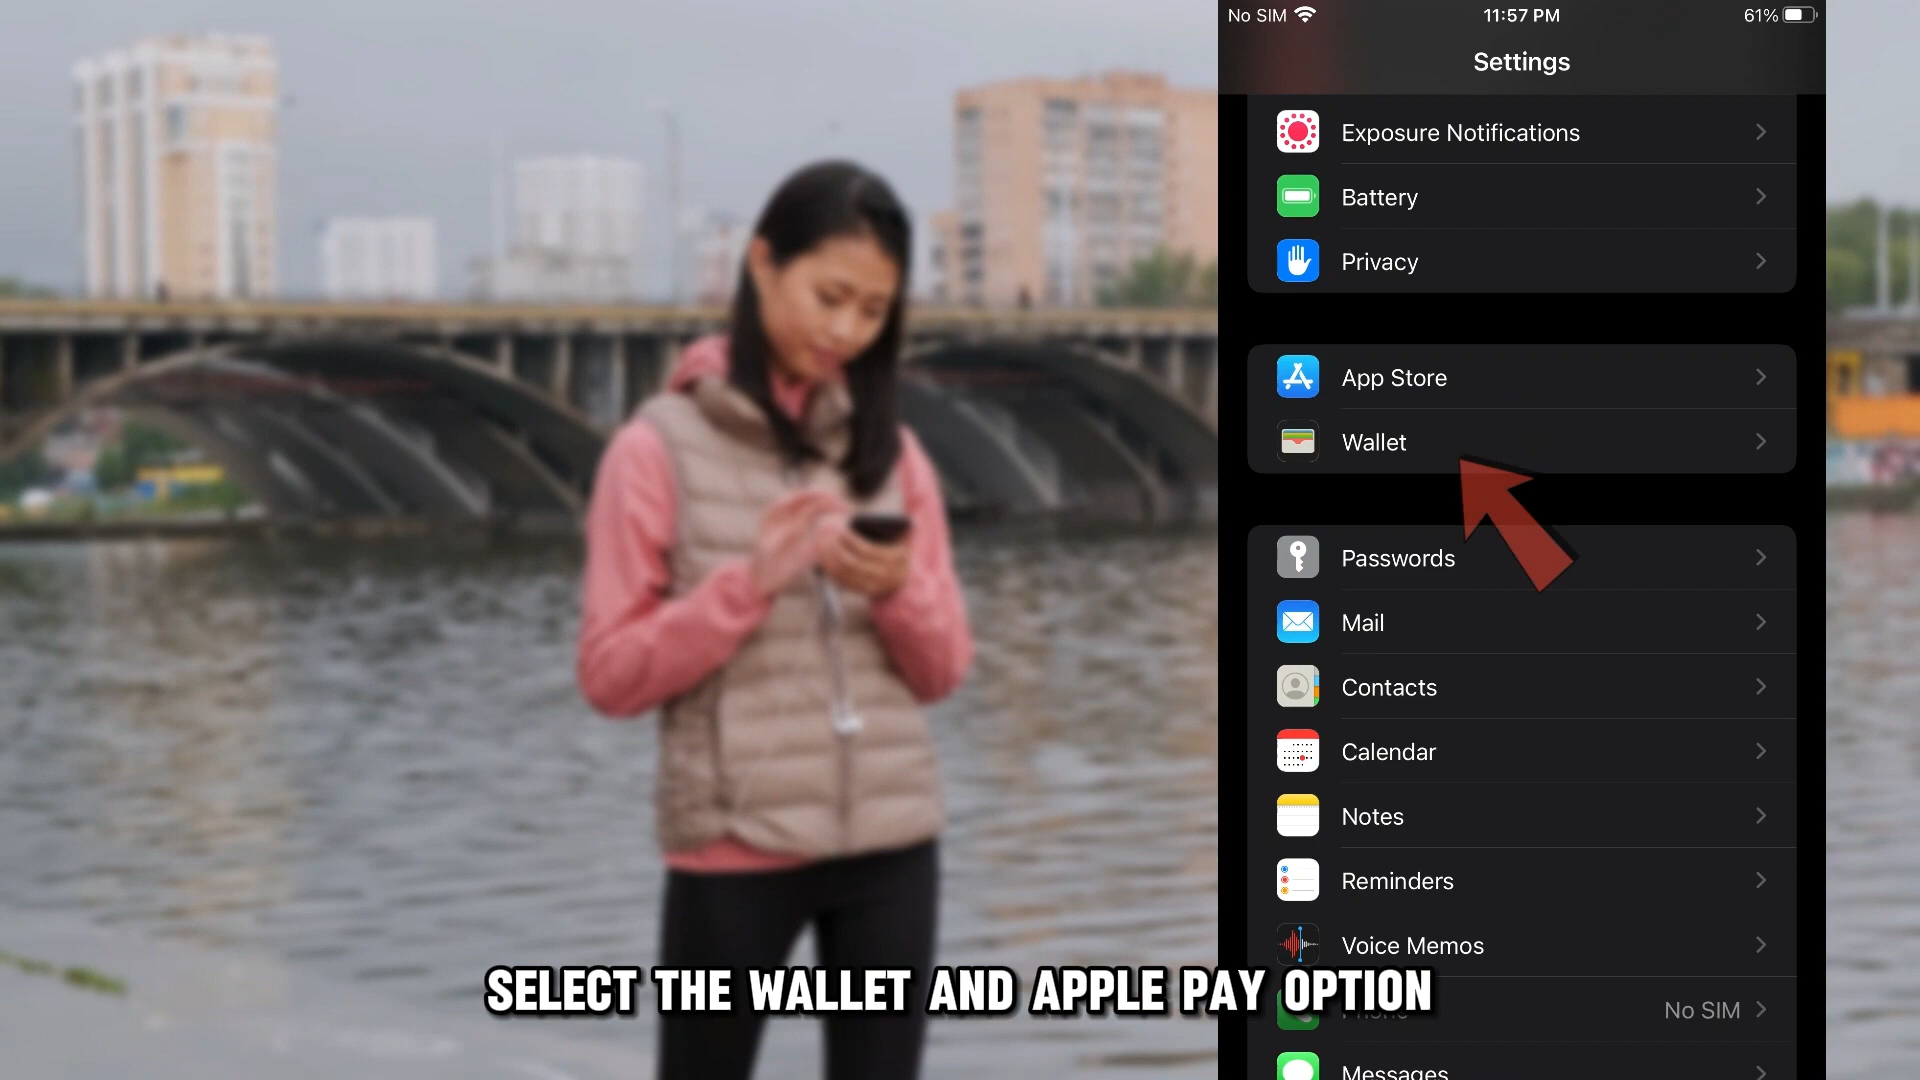 No SIM 11:57 PM 61%
Settings
Exposure Notifications
Battery
Privacy
App Store
Wallet
Passwords
Mail
Contacts
Calendar
Notes
Reminders
Voice Memos
SELECT THE WALLET AND APPLE PAY OPTION
Phone No SIM
Messages